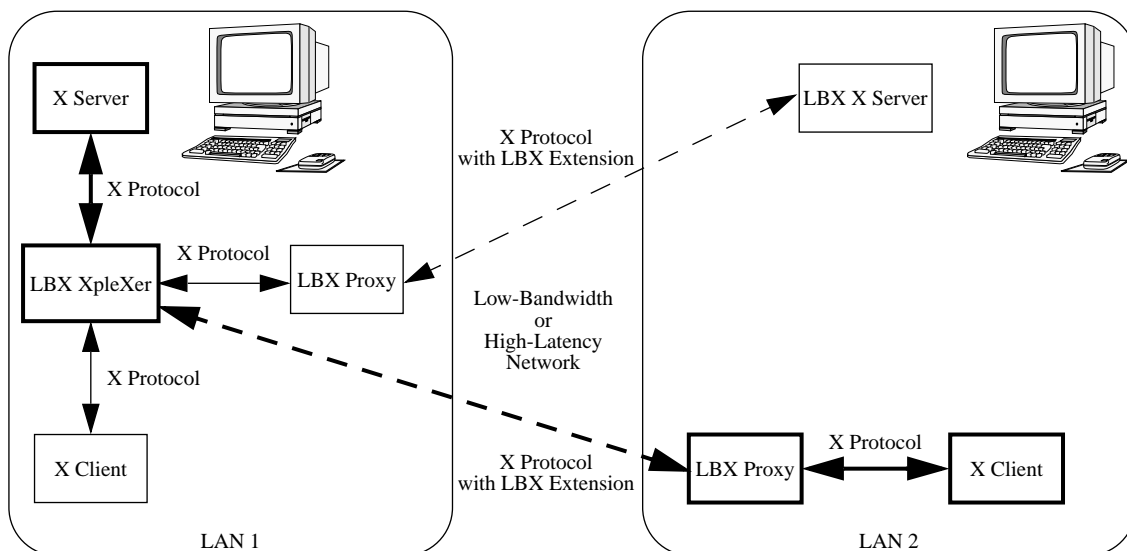 X Server
LBX X Server
X Protocol
with LBX Extension
X Protocol
X Protocol
LBX XpleXer
LBX Proxy
Low-Bandwidth
or
High-Latency
Network
X Protocol
X Protocol
X Client
X Protocol
with LBX Extension
LBX Proxy
X Client
LAN 1
LAN 2